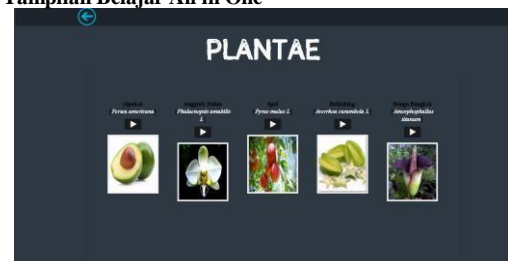 Tampilan Belajar All in One
PLANTAE
Alpukat
Persea americana
Anggrek Bulan
Phalaenopsis amabilis
L
Apel
Pyrus malus L
Belimbing
Averrhoa carambola L
Bunga Bangkai
Amorphophallus
titanum